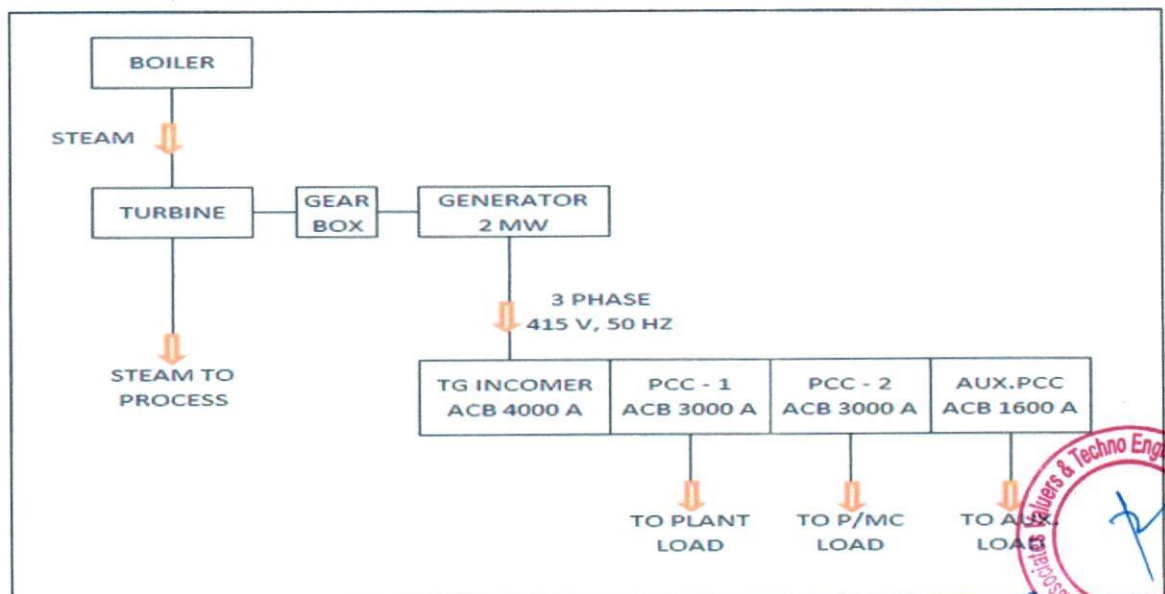 BOILER
STEAM
TURBINE
GEAR
BOX
GENERATOR
2 MW
3 PHASE
415 V, 50 HZ
STEAM TO
PROCESS
TG INCOMER
ACB 4000 A
PCC - 1
ACB 3000 A
PCC - 2
ACB 3000 A
AUX.PCC
ACB 1600 A
TO PLANT
LOAD
TO P/MC
LOAD
TO AUX.
LOAD
Valuers & Techno